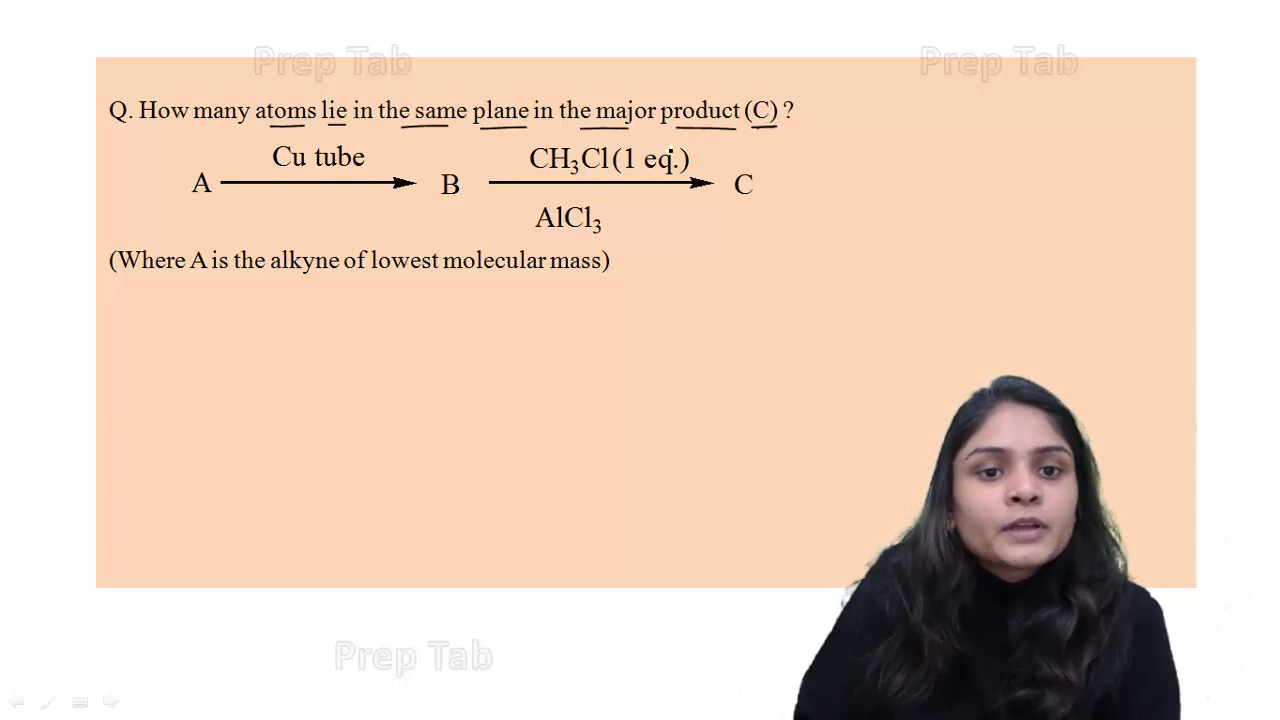 Prep Tab Prep Tab
Q. How many atoms lie in the same plane in the major product (C) ?
Cu tube CH₃Cl(1 eq.)
A B C
AlCl₃
(Where A is the alkyne of lowest molecular mass)
Prep Tab